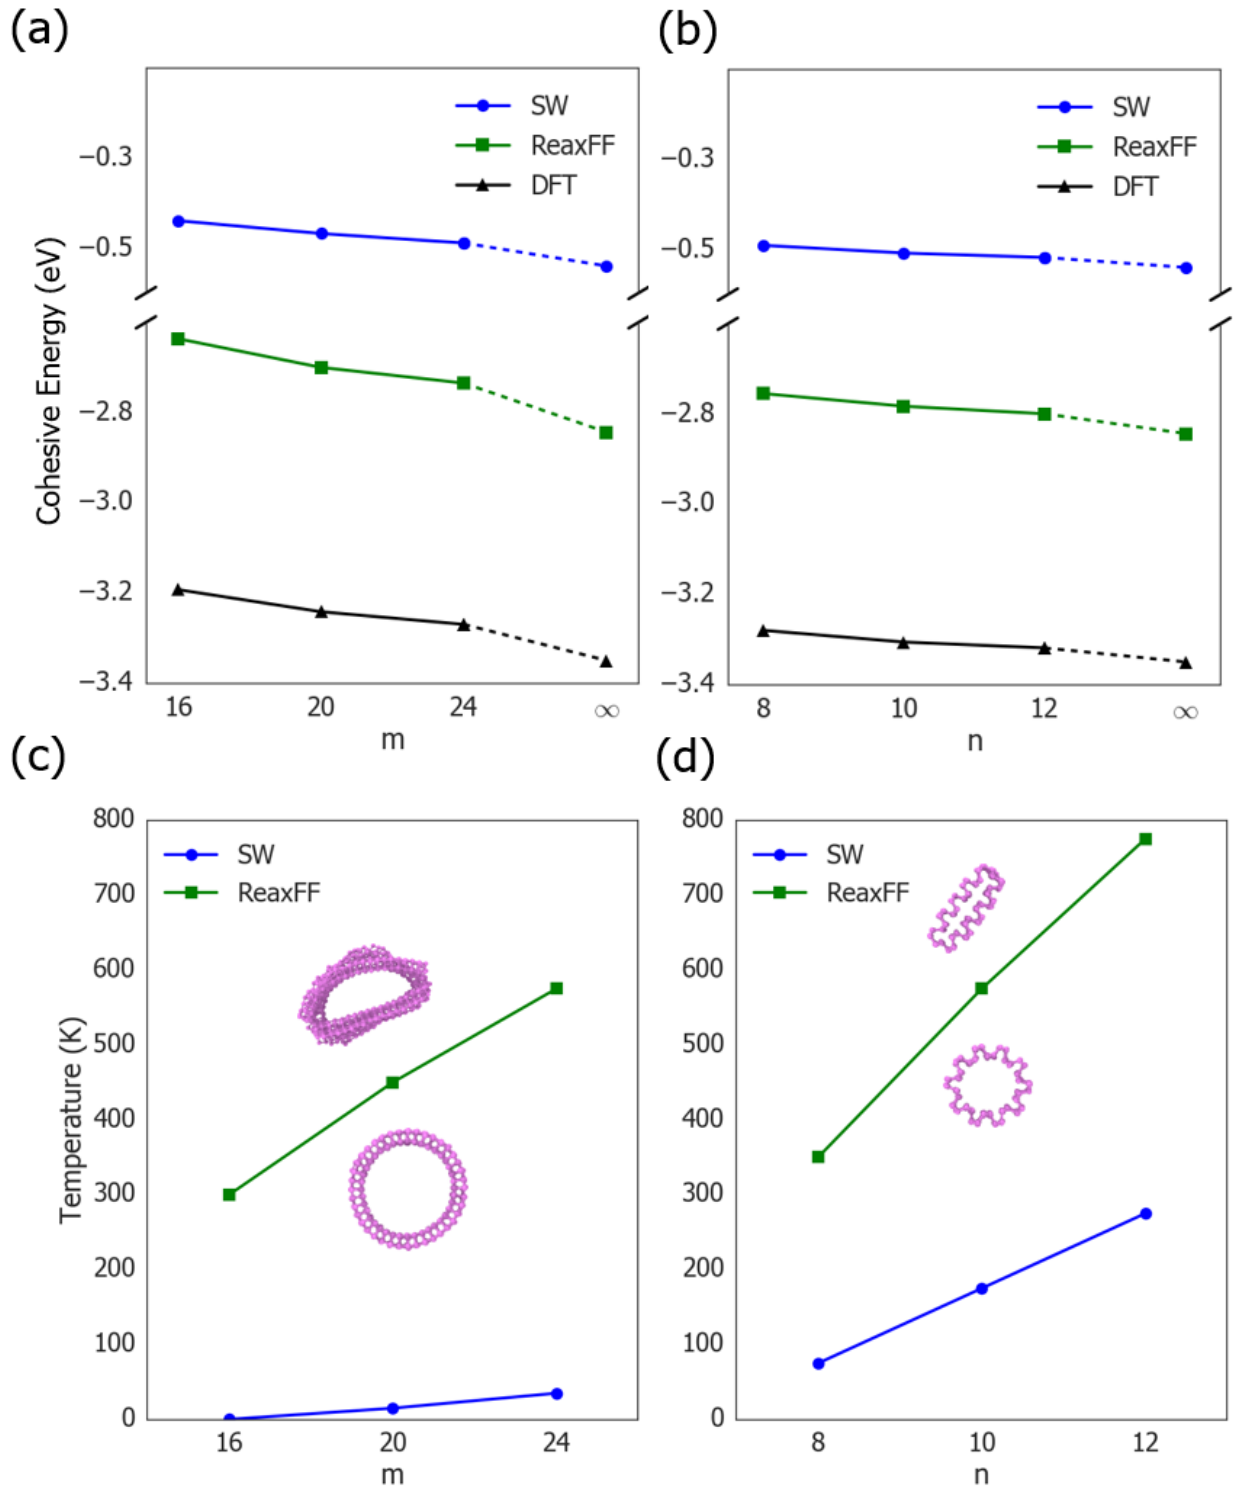 (a)
SW
ReaxFF
DFT
−0.3
−0.5
−2.8
−3.0
−3.2
−3.4
Cohesive Energy (eV)
16 20 24 ∞
m
(b)
SW
ReaxFF
DFT
−0.3
−0.5
−2.8
−3.0
−3.2
−3.4
8 10 12 ∞
n
(c)
SW
ReaxFF
800
700
600
500
400
300
200
100
0
Temperature (K)
16 20 24
m
(d)
SW
ReaxFF
800
700
600
500
400
300
200
100
0
8 10 12
n